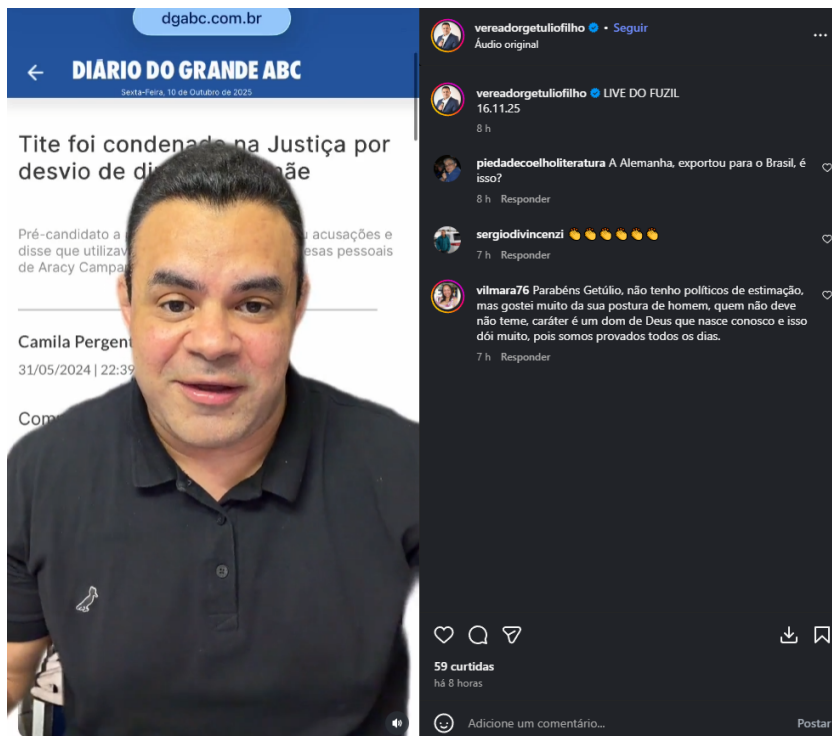 dgabc.com.br
DIÁRIO DO GRANDE ABC
Sexta-Feira, 10 de Outubro de 2025
Tite foi condenado na Justiça por
desvio de
Pré-candidato a acusações e
disse que pessoais
de Aracy
Camila
31/05/2024 | 22:39
vereadorgetuliofilho • Seguir
Áudio original
vereadorgetuliofilho LIVE DO FUZIL
16.11.25
8 h
piedadecoelholiteratura A Alemanha, exportou para o Brasil, é
isso?
8 h Responder
sergiodivincenzi 👏👏👏👏👏👏
7 h Responder
vilmara76 Parabéns Getúlio, não tenho políticos de estimação,
mas gostei muito da sua postura de homem, quem não deve
não teme, caráter é um dom de Deus que nasce conosco e isso
dói muito, pois somos provados todos os dias.
7 h Responder
59 curtidas
há 8 horas
Adicione um comentário...
Postar